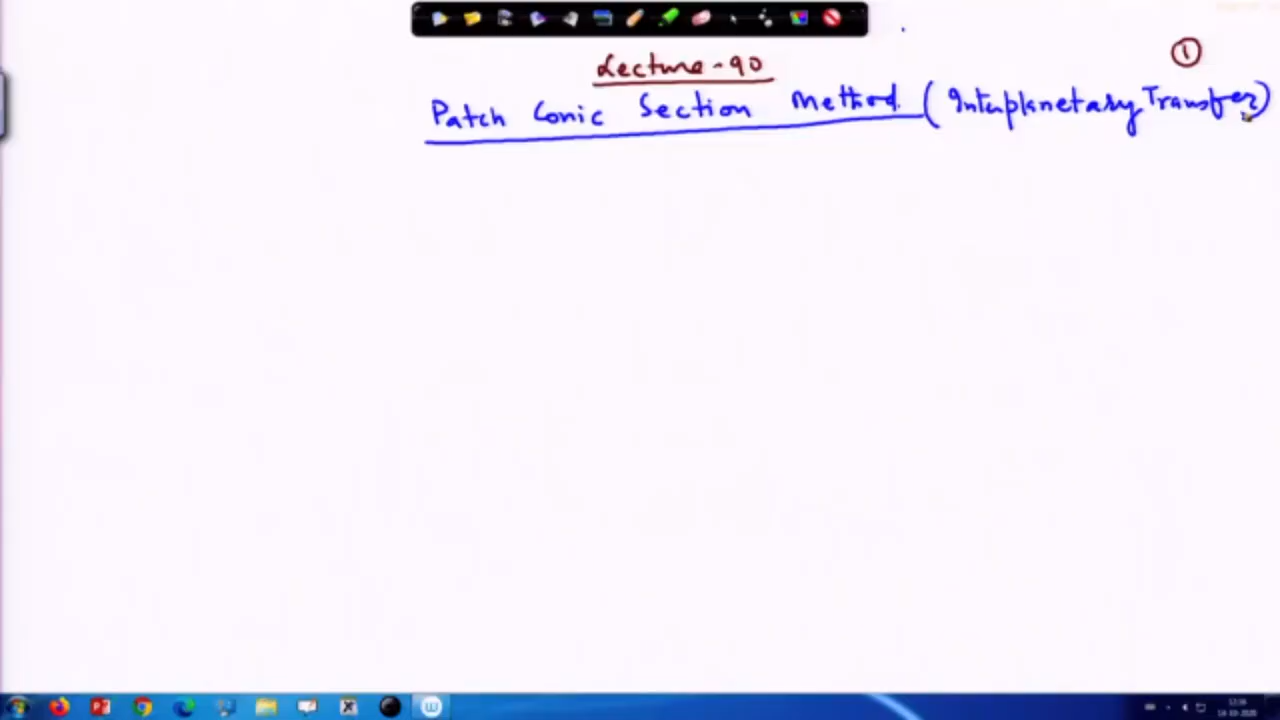 ①
Lecture-90
Patch Conic Section Method (Interplanetary Transfer)